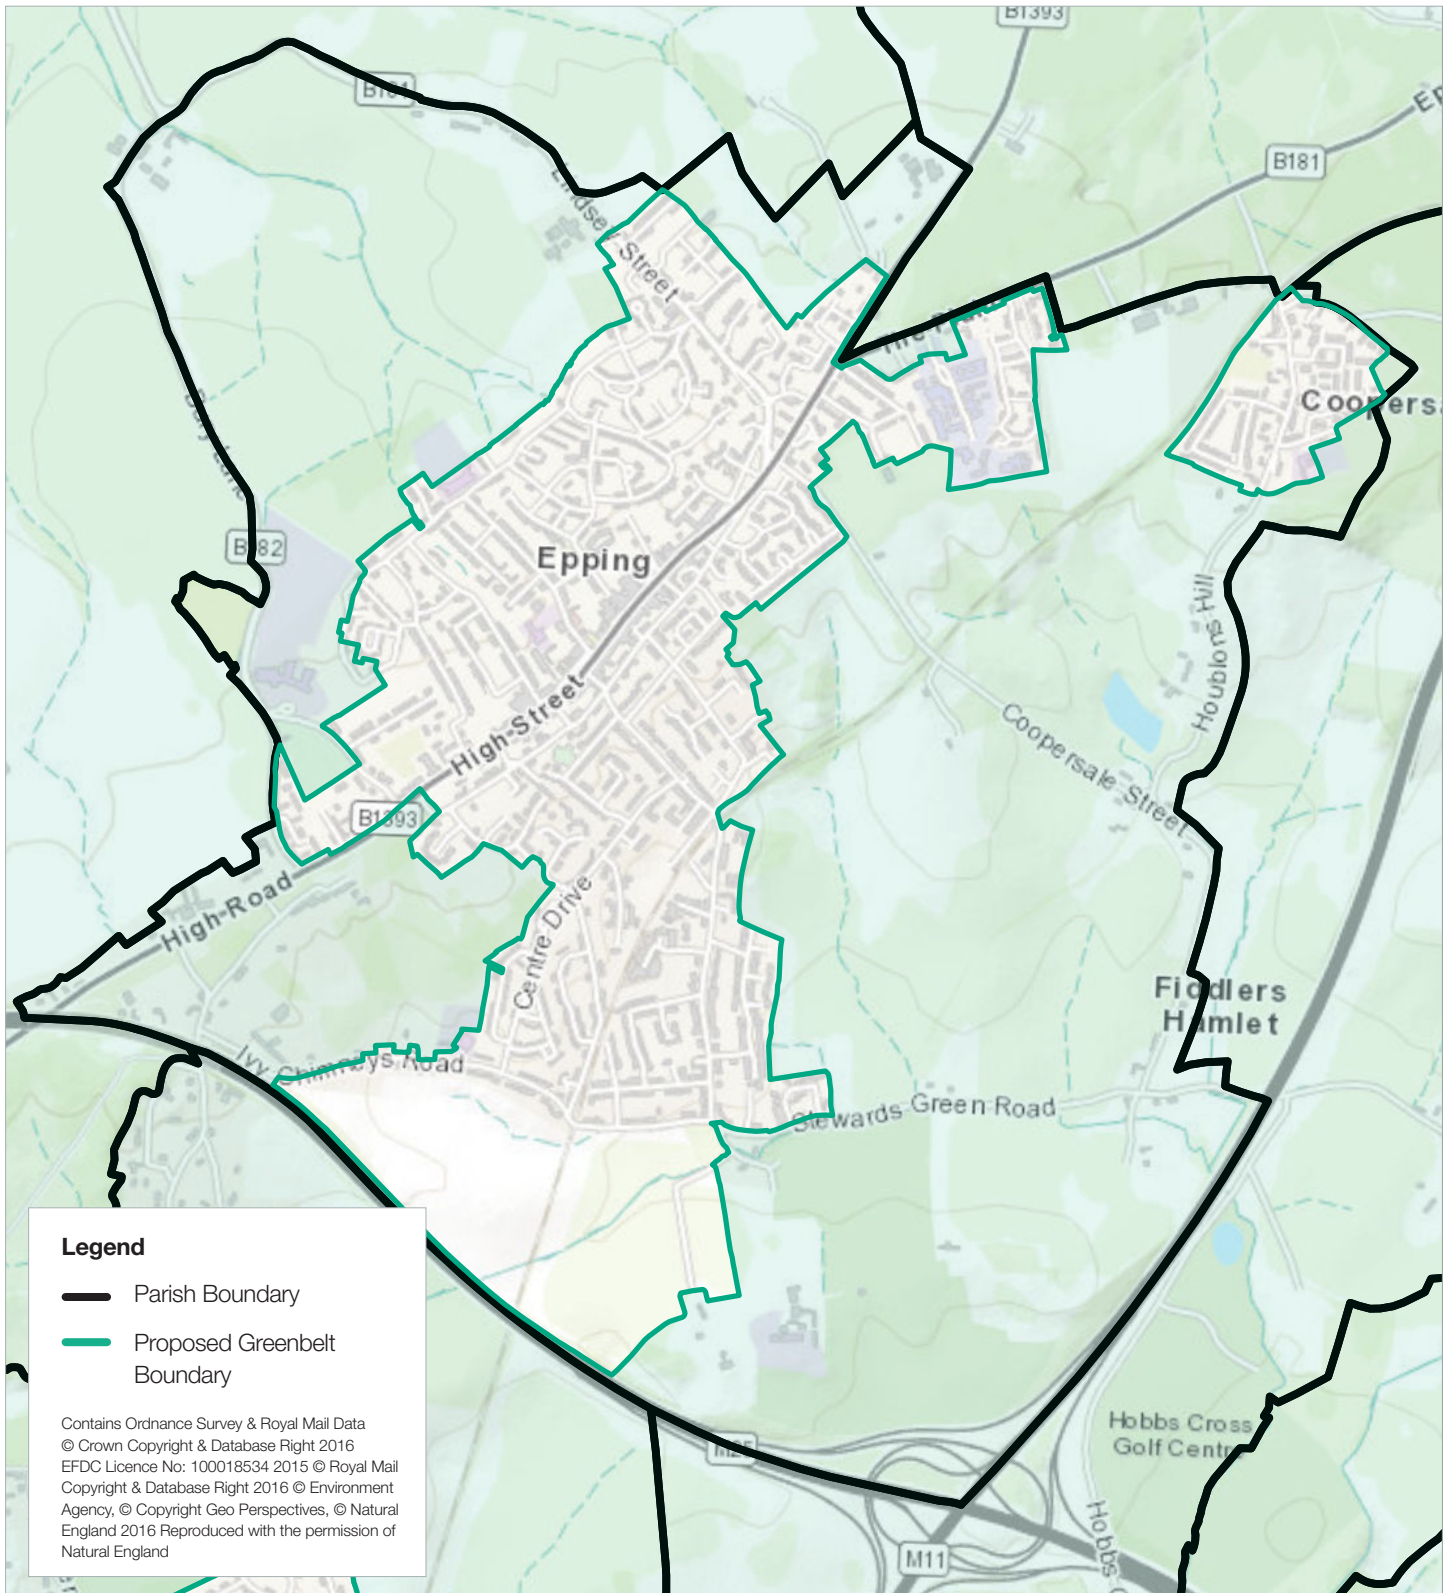 B1393
B181
Lindsey Street
B181
B182
Epping
High-Street
Coopersale Street
Houblons Hill
B1393
High-Road
Centre Drive
Fiddlers
Hamlet
Ivy Chimneys Road
Stewards Green Road
Legend
Parish Boundary
Proposed Greenbelt
Boundary
Contains Ordnance Survey & Royal Mail Data
© Crown Copyright & Database Right 2016
EFDC Licence No: 100018534 2015 © Royal Mail
Copyright & Database Right 2016 © Environment
Agency, © Copyright Geo Perspectives, © Natural
England 2016 Reproduced with the permission of
Natural England
Hobbs Cross
Golf Centre
M25
M11
Hobbs